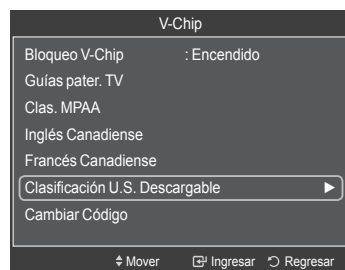 V-Chip
Bloqueo V-Chip : Encendido
Guías pater. TV
Clas. MPAA
Inglés Canadiense
Francés Canadiense
Clasificación U.S. Descargable
Cambiar Código
Mover Ingresar Regresar